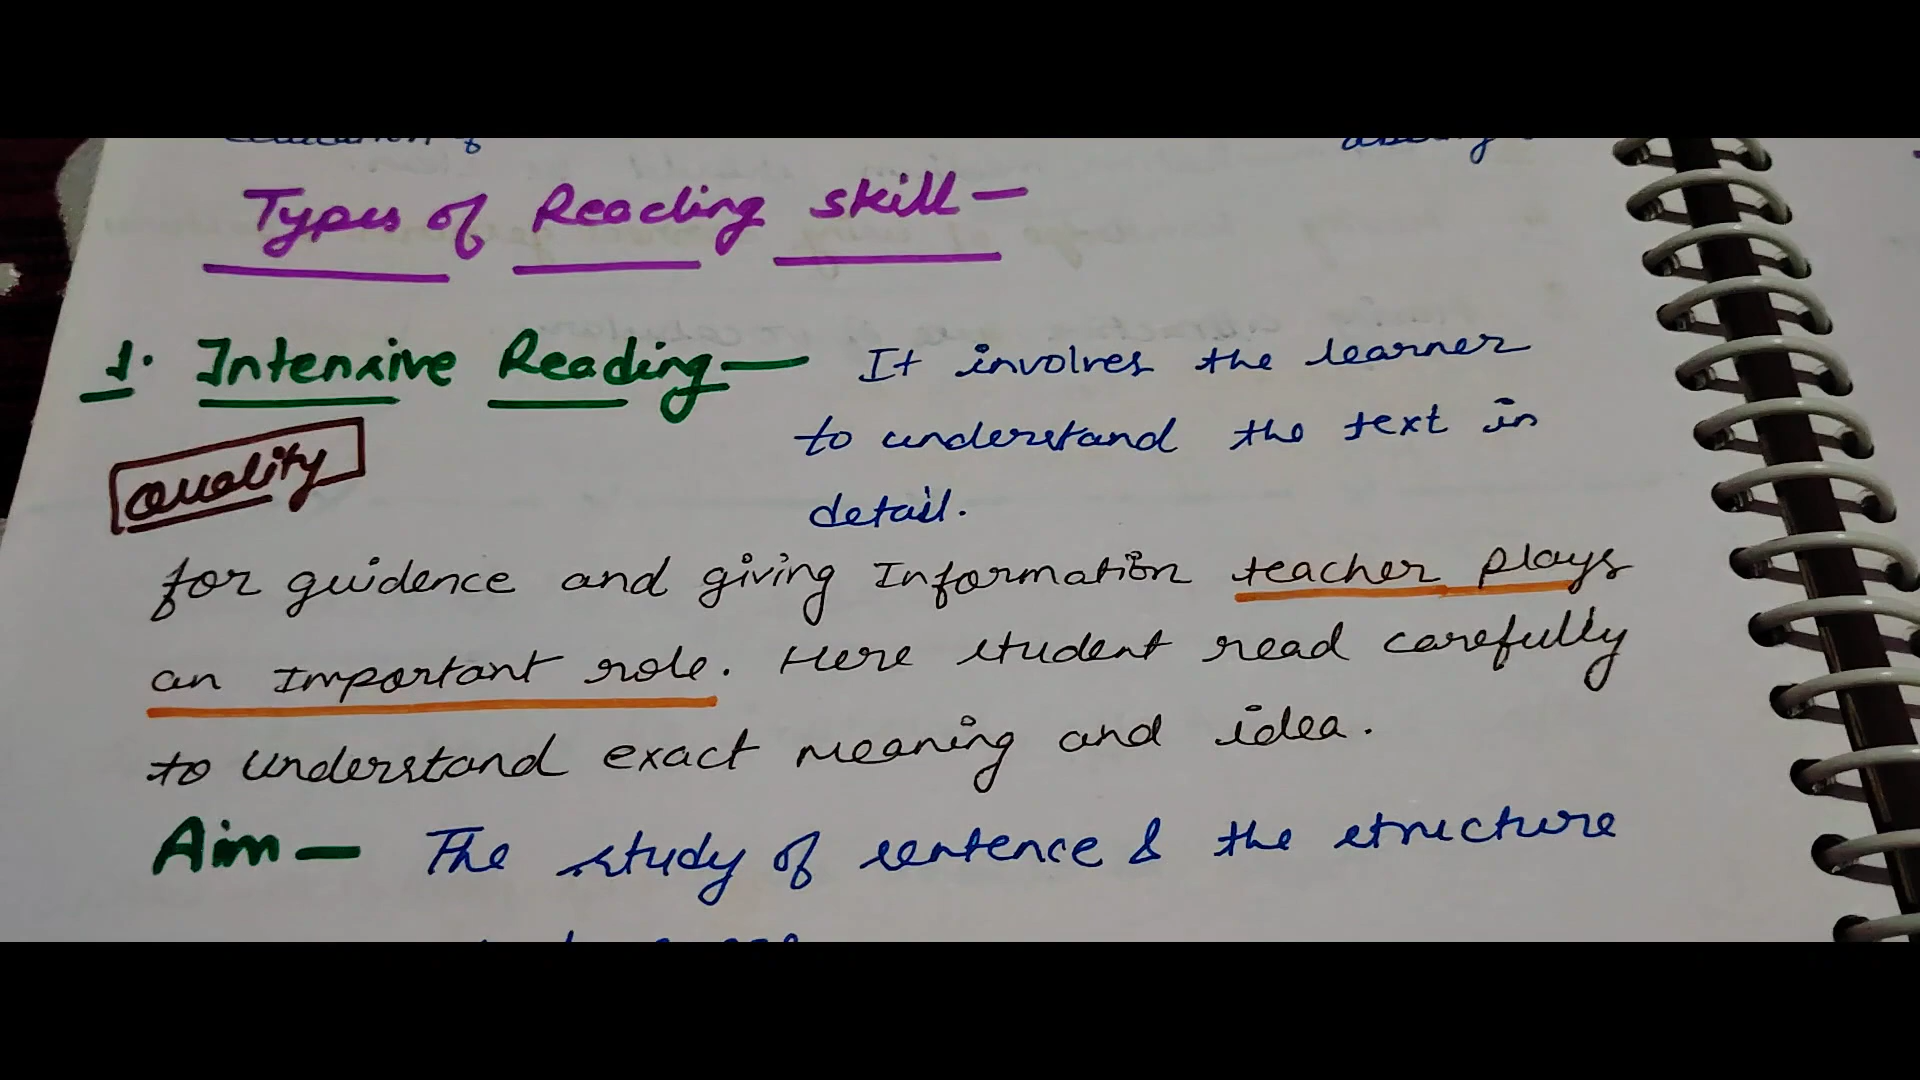 Types of Reading skill-
1. Intensive Reading- It involves the learner
Quality
to understand the text in
detail.
for guidence and giving Information teacher plays
an Important role. Here student read carefully
to understand exact meaning and idea.
Aim- The study of sentence & the structure